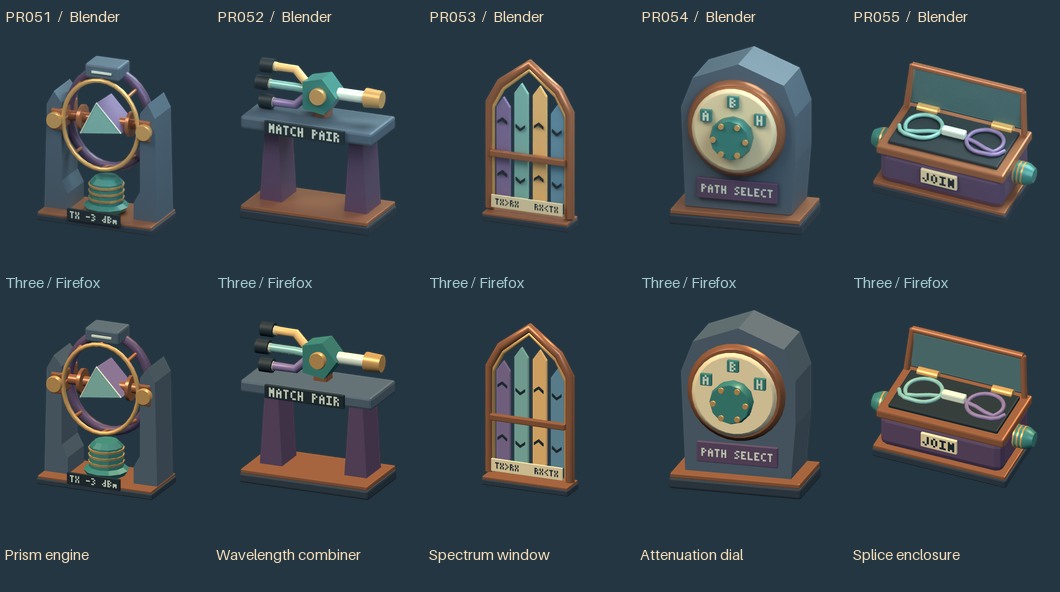 PR051 / Blender
PR052 / Blender
PR053 / Blender
PR054 / Blender
PR055 / Blender
TX -3 dBm
MATCH PAIR
TX>RX RX<TX
A B H
PATH SELECT
JOIN
Three / Firefox
Three / Firefox
Three / Firefox
Three / Firefox
Three / Firefox
TX -3 dBm
MATCH PAIR
TX>RX RX<TX
A B H
PATH SELECT
JOIN
Prism engine
Wavelength combiner
Spectrum window
Attenuation dial
Splice enclosure